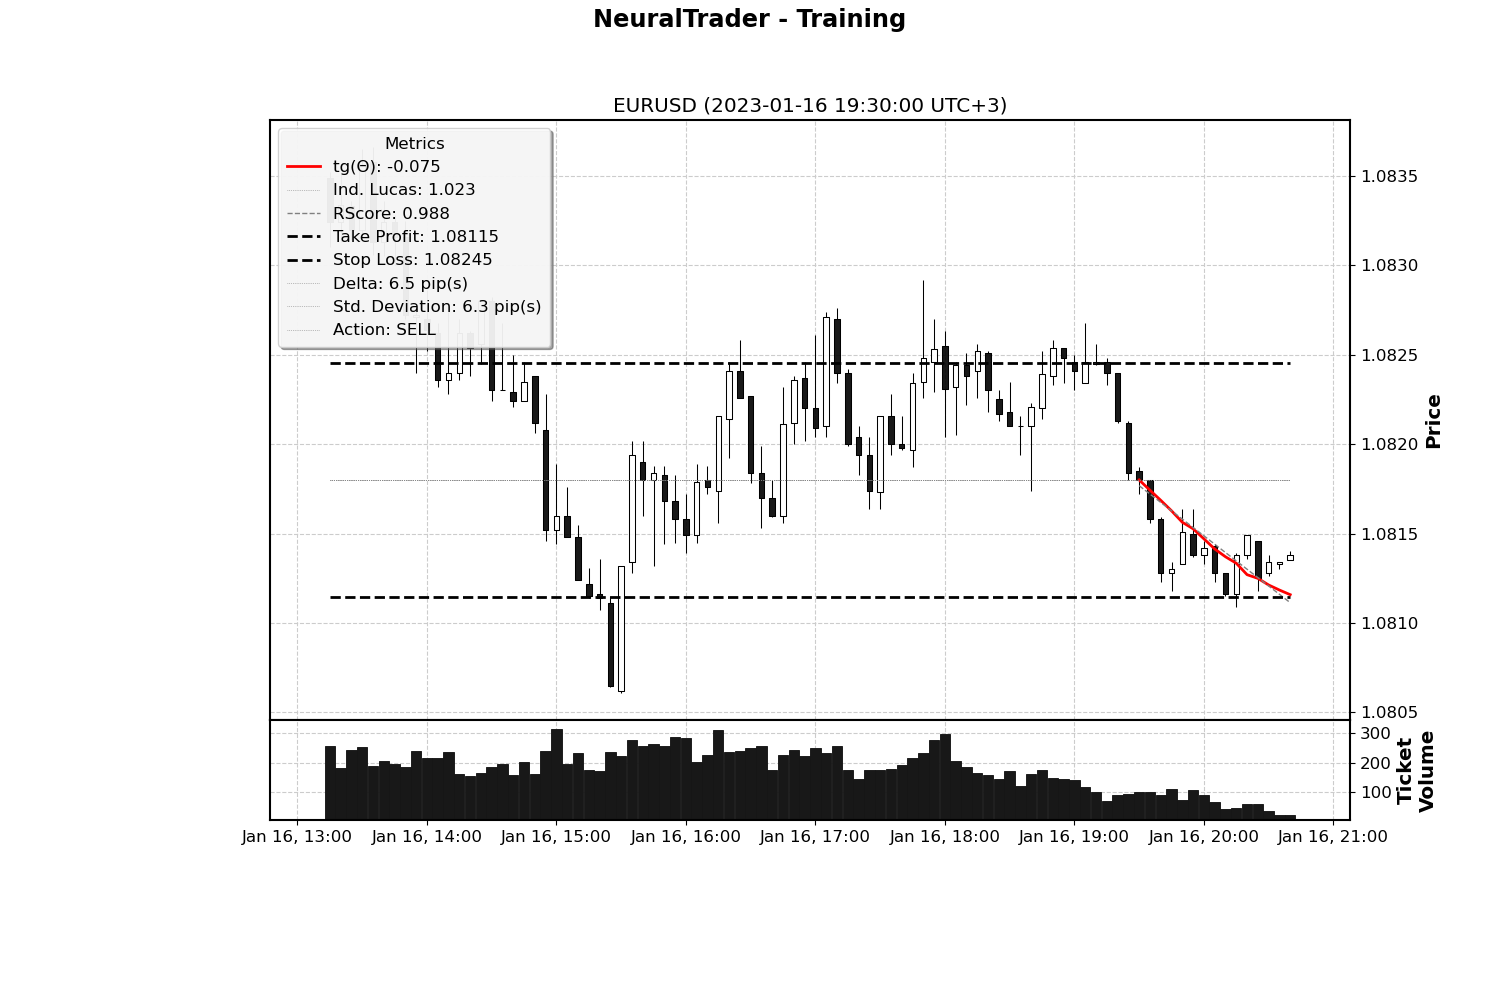 NeuralTrader - Training
EURUSD (2023-01-16 19:30:00 UTC+3)
Metrics
tg(Θ): -0.075
Ind. Lucas: 1.023
RScore: 0.988
Take Profit: 1.08115
Stop Loss: 1.08245
Delta: 6.5 pip(s)
Std. Deviation: 6.3 pip(s)
Action: SELL
1.0835
1.0830
1.0825
1.0820
1.0815
1.0810
1.0805
Price
300
200
100
Ticket
Volume
Jan 16, 13:00
Jan 16, 14:00
Jan 16, 15:00
Jan 16, 16:00
Jan 16, 17:00
Jan 16, 18:00
Jan 16, 19:00
Jan 16, 20:00
Jan 16, 21:00